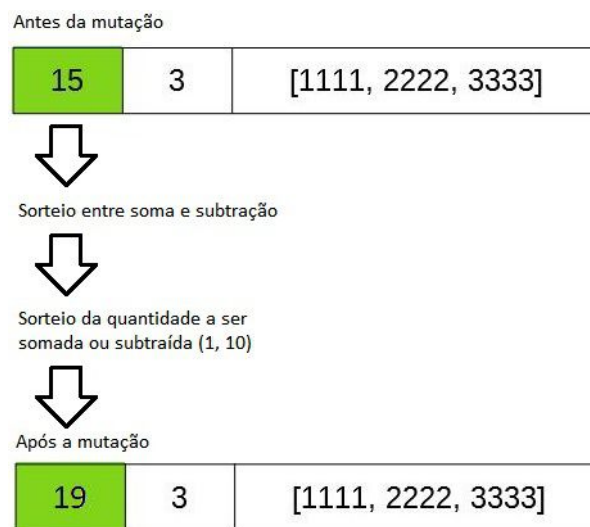 Antes da mutação
15 3 [1111, 2222, 3333]
Sorteio entre soma e subtração
Sorteio da quantidade a ser
somada ou subtraída (1, 10)
Após a mutação
19 3 [1111, 2222, 3333]